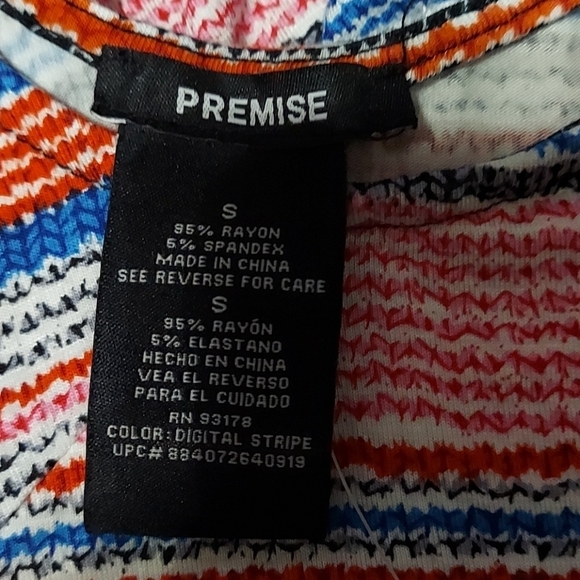 PREMISE
S
95% RAYON
5% SPANDEX
MADE IN CHINA
SEE REVERSE FOR CARE
S
95% RAYÓN
5% ELASTANO
HECHO EN CHINA
VEA EL REVERSO
PARA EL CUIDADO
RN 93178
COLOR: DIGITAL STRIPE
UPC# 884072640919